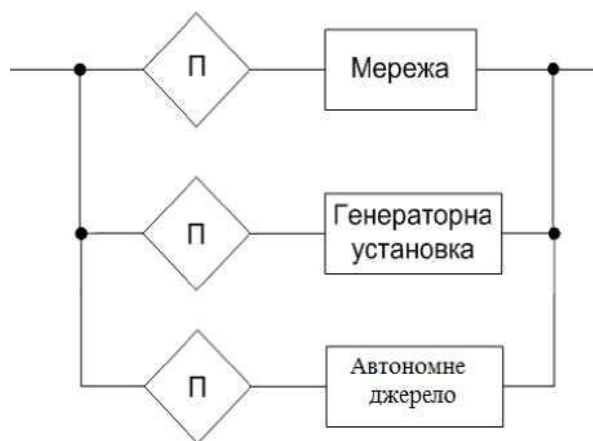 П
Мережа
П
Генераторна
установка
П
Автономне
джерело